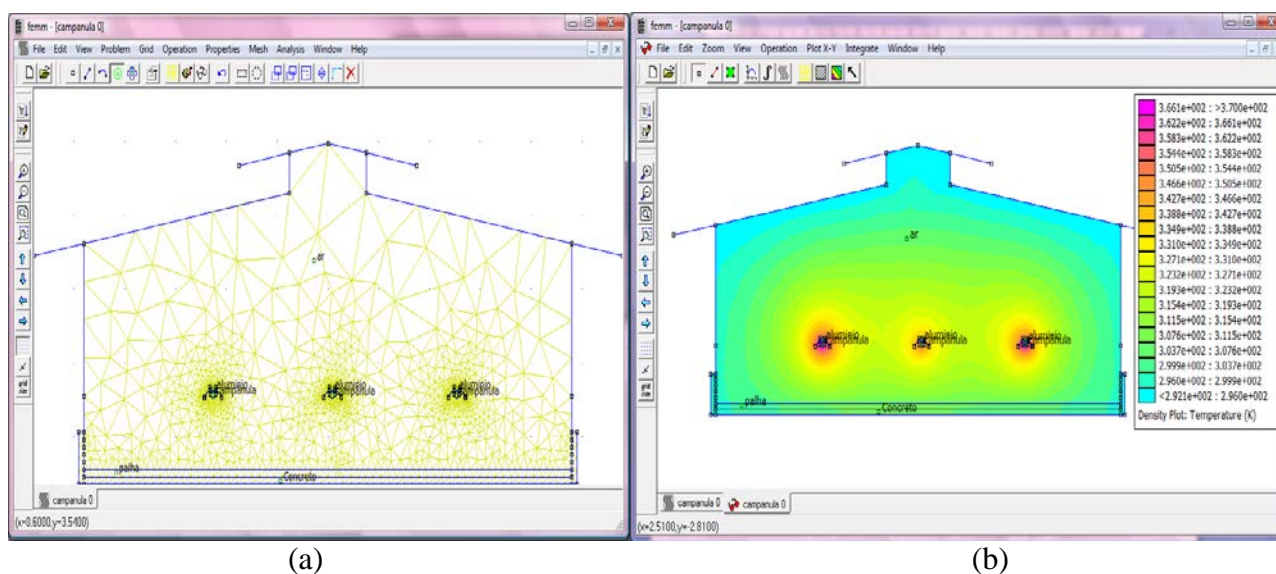 femm - [campanula 0]
File Edit View Problem Grid Operation Properties Mesh Analysis Window Help
ar
alumieio
campanula
alumieio
campanula
alumieio
campanula
palha
Concreto
campanula 0
(x=0.6000,y=3.5400)
(a)
femm - [campanula 0]
File Edit Zoom View Operation Plot X-Y Integrate Window Help
ar
alumieio
campanula
alumieio
campanula
alumieio
campanula
palha
Concreto
3.661e+002 : >3.700e+002
3.622e+002 : 3.661e+002
3.583e+002 : 3.622e+002
3.544e+002 : 3.583e+002
3.505e+002 : 3.544e+002
3.466e+002 : 3.505e+002
3.427e+002 : 3.466e+002
3.388e+002 : 3.427e+002
3.349e+002 : 3.388e+002
3.310e+002 : 3.349e+002
3.271e+002 : 3.310e+002
3.232e+002 : 3.271e+002
3.193e+002 : 3.232e+002
3.154e+002 : 3.193e+002
3.115e+002 : 3.154e+002
3.076e+002 : 3.115e+002
3.037e+002 : 3.076e+002
2.999e+002 : 3.037e+002
2.960e+002 : 2.999e+002
<2.921e+002 : 2.960e+002
Density Plot: Temperature (K)
campanula 0 campanula 0
(x=2.5100,y=-2.8100)
(b)